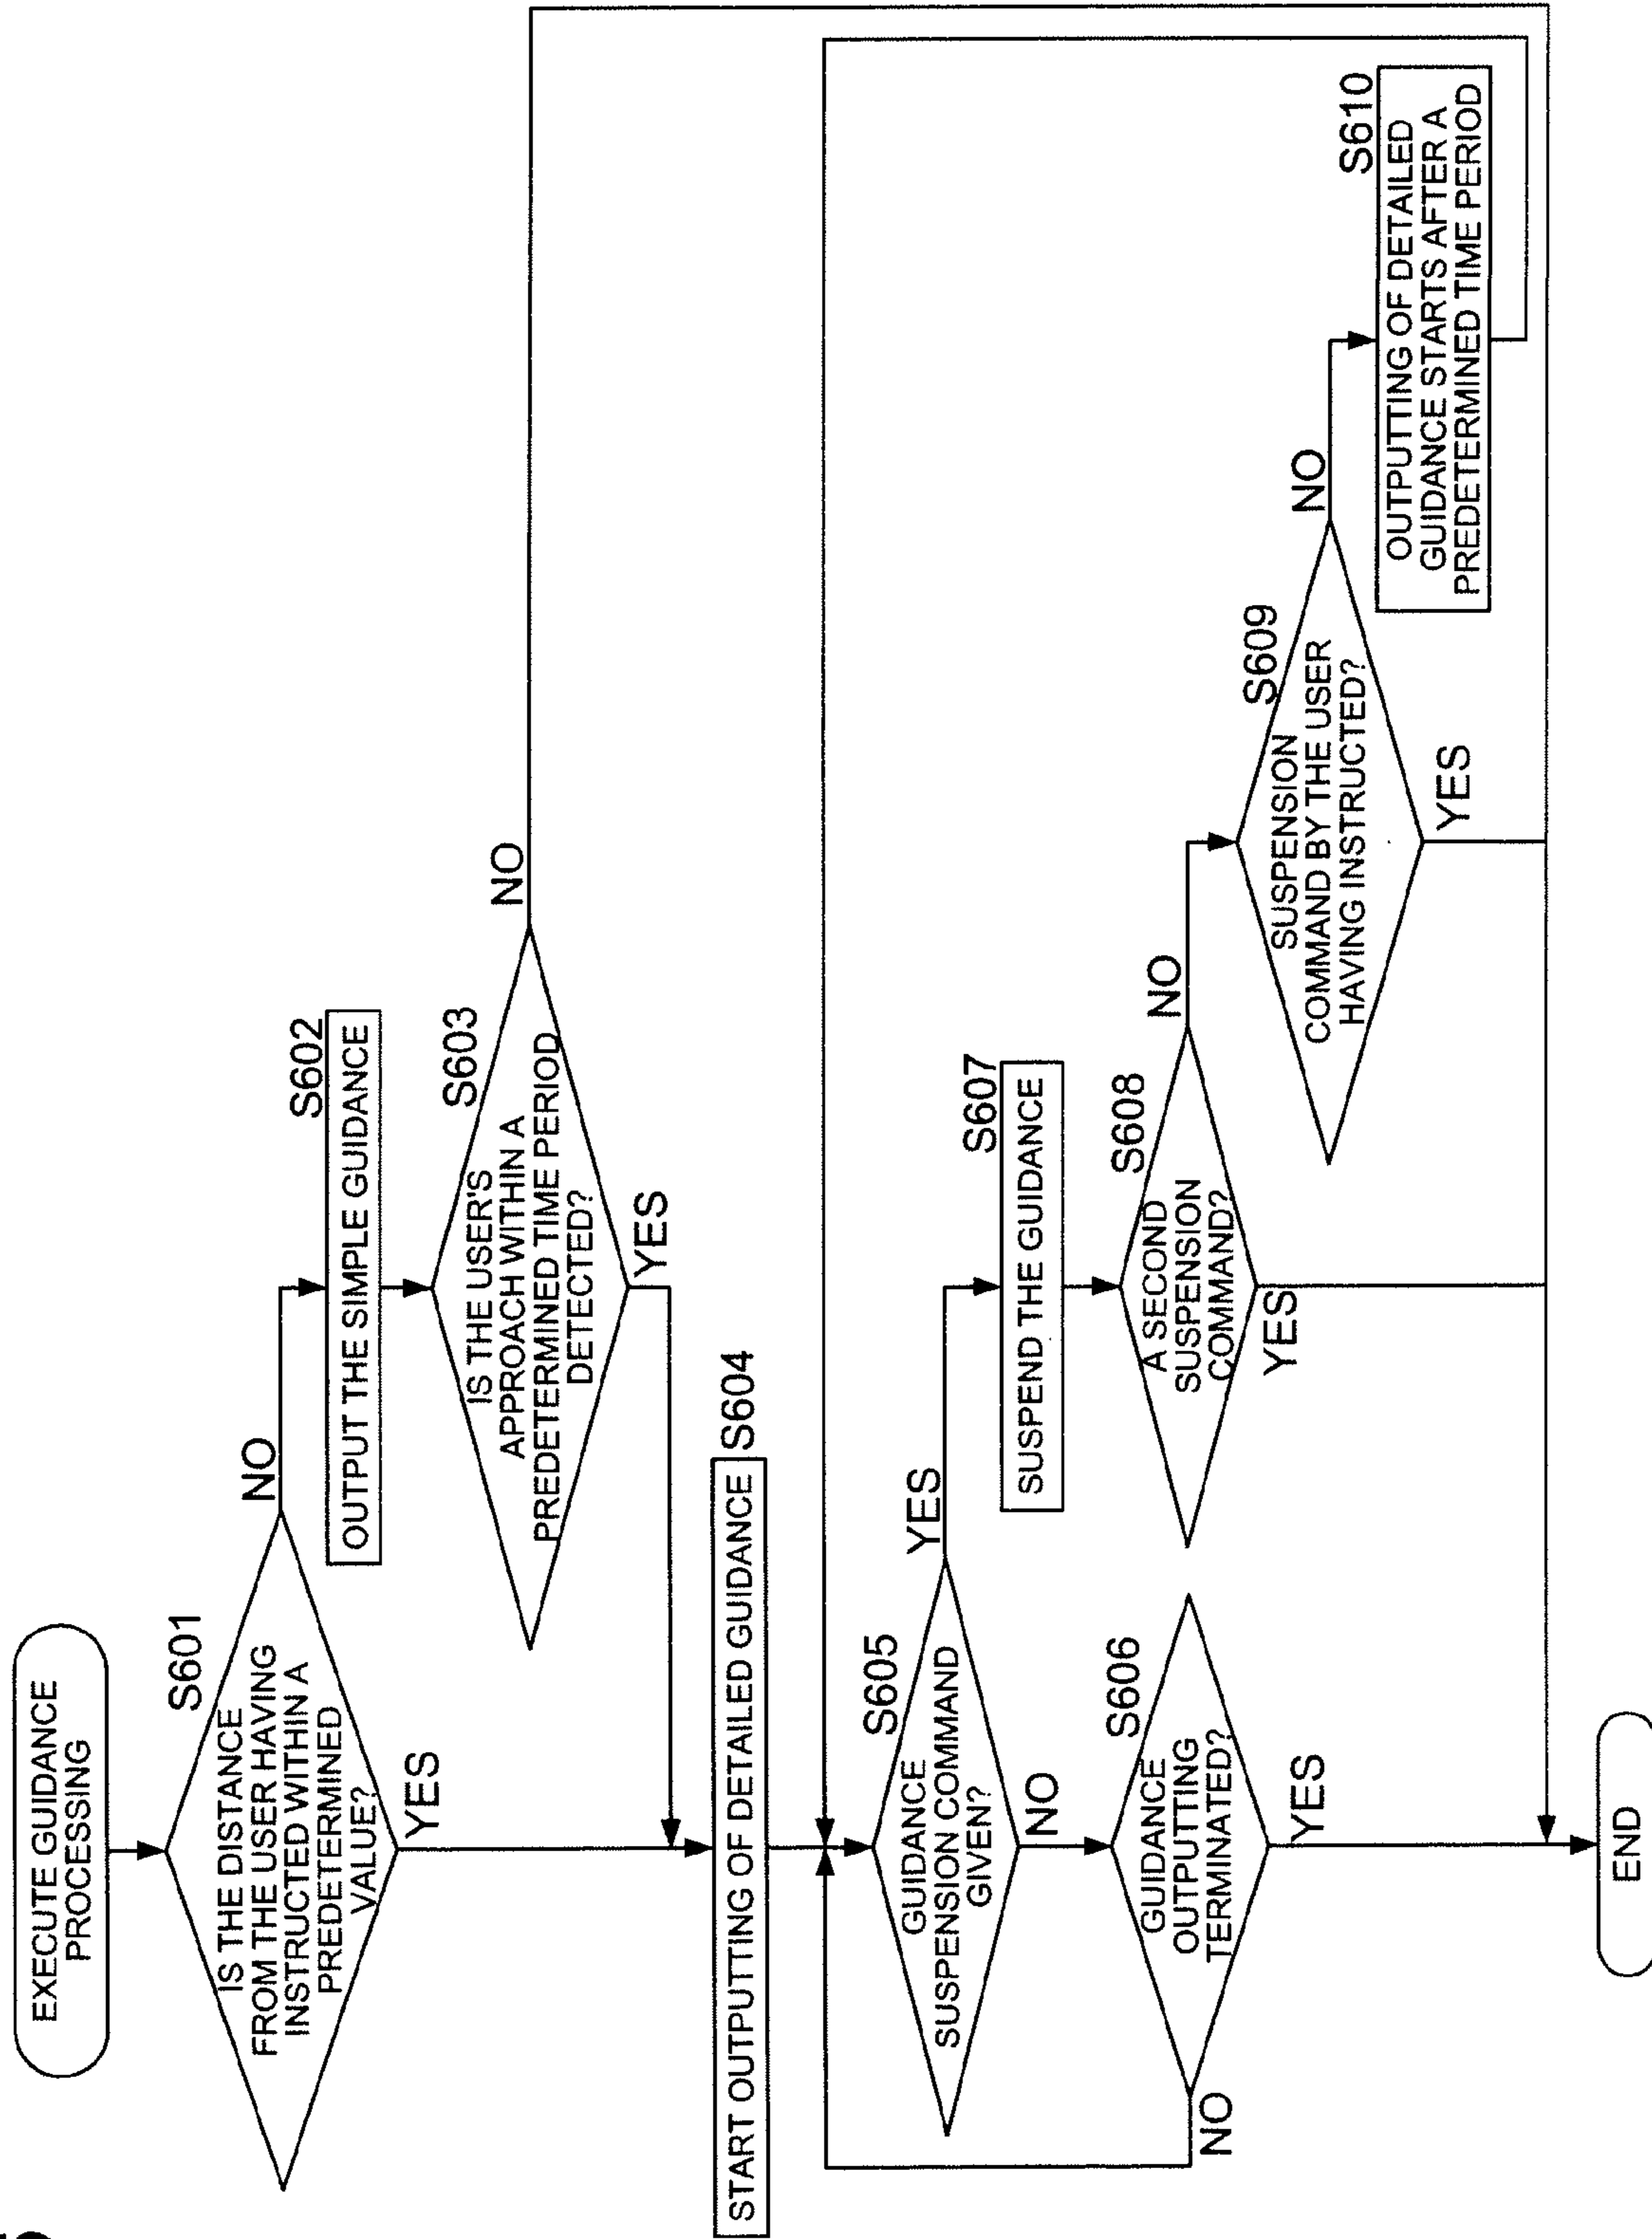 EXECUTE GUIDANCE
PROCESSING
S601
IS THE DISTANCE
FROM THE USER HAVING
INSTRUCTED WITHIN A
PREDETERMINED
VALUE?
NO
YES
S602
OUTPUT THE SIMPLE GUIDANCE
S603
IS THE USER'S
APPROACH WITHIN A
PREDETERMINED TIME PERIOD
DETECTED?
NO
YES
START OUTPUTTING OF DETAILED GUIDANCE
S604
S605
GUIDANCE
SUSPENSION COMMAND
GIVEN?
YES
NO
S606
GUIDANCE
OUTPUTTING
TERMINATED?
NO
YES
S607
SUSPEND THE GUIDANCE
S608
A SECOND
SUSPENSION
COMMAND?
NO
YES
S609
SUSPENSION
COMMAND BY THE USER
HAVING INSTRUCTED?
NO
YES
S610
OUTPUTTING OF DETAILED
GUIDANCE STARTS AFTER A
PREDETERMINED TIME PERIOD
END